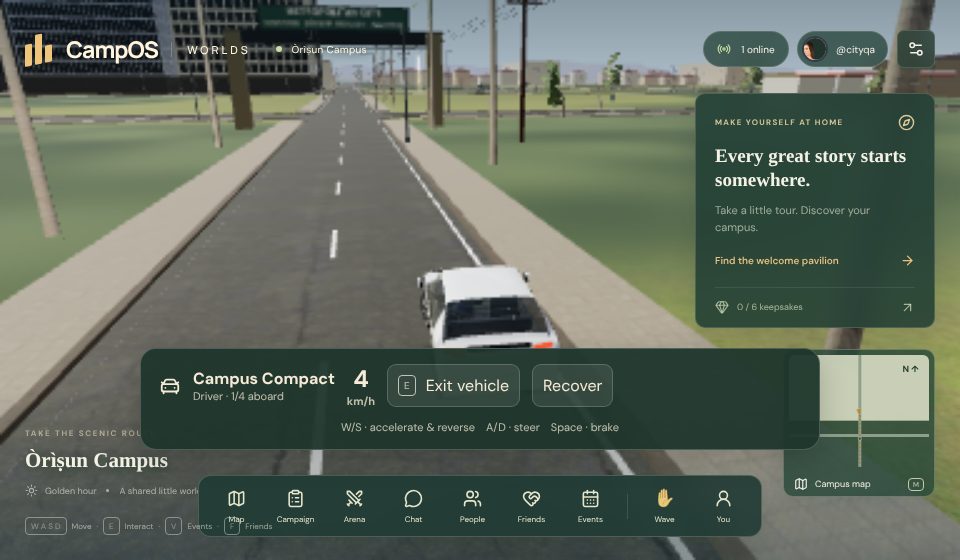 CampOS
WORLDS
Òrìṣun Campus
1 online
@cityqa
MAKE YOURSELF AT HOME
Every great story starts
somewhere.
Take a little tour. Discover your
campus.
Find the welcome pavilion
0 / 6 keepsakes
Campus Compact
Driver · 1/4 aboard
4
km/h
E Exit vehicle
Recover
W/S · accelerate & reverse A/D · steer Space · brake
N ↑
Campus map M
TAKE THE SCENIC
Òrìṣun Campus
Golden hour • A shared little
WASD Move · E Interact · V Events · F Friends
Map
Campaign
Arena
Chat
People
Friends
Events
Wave
You